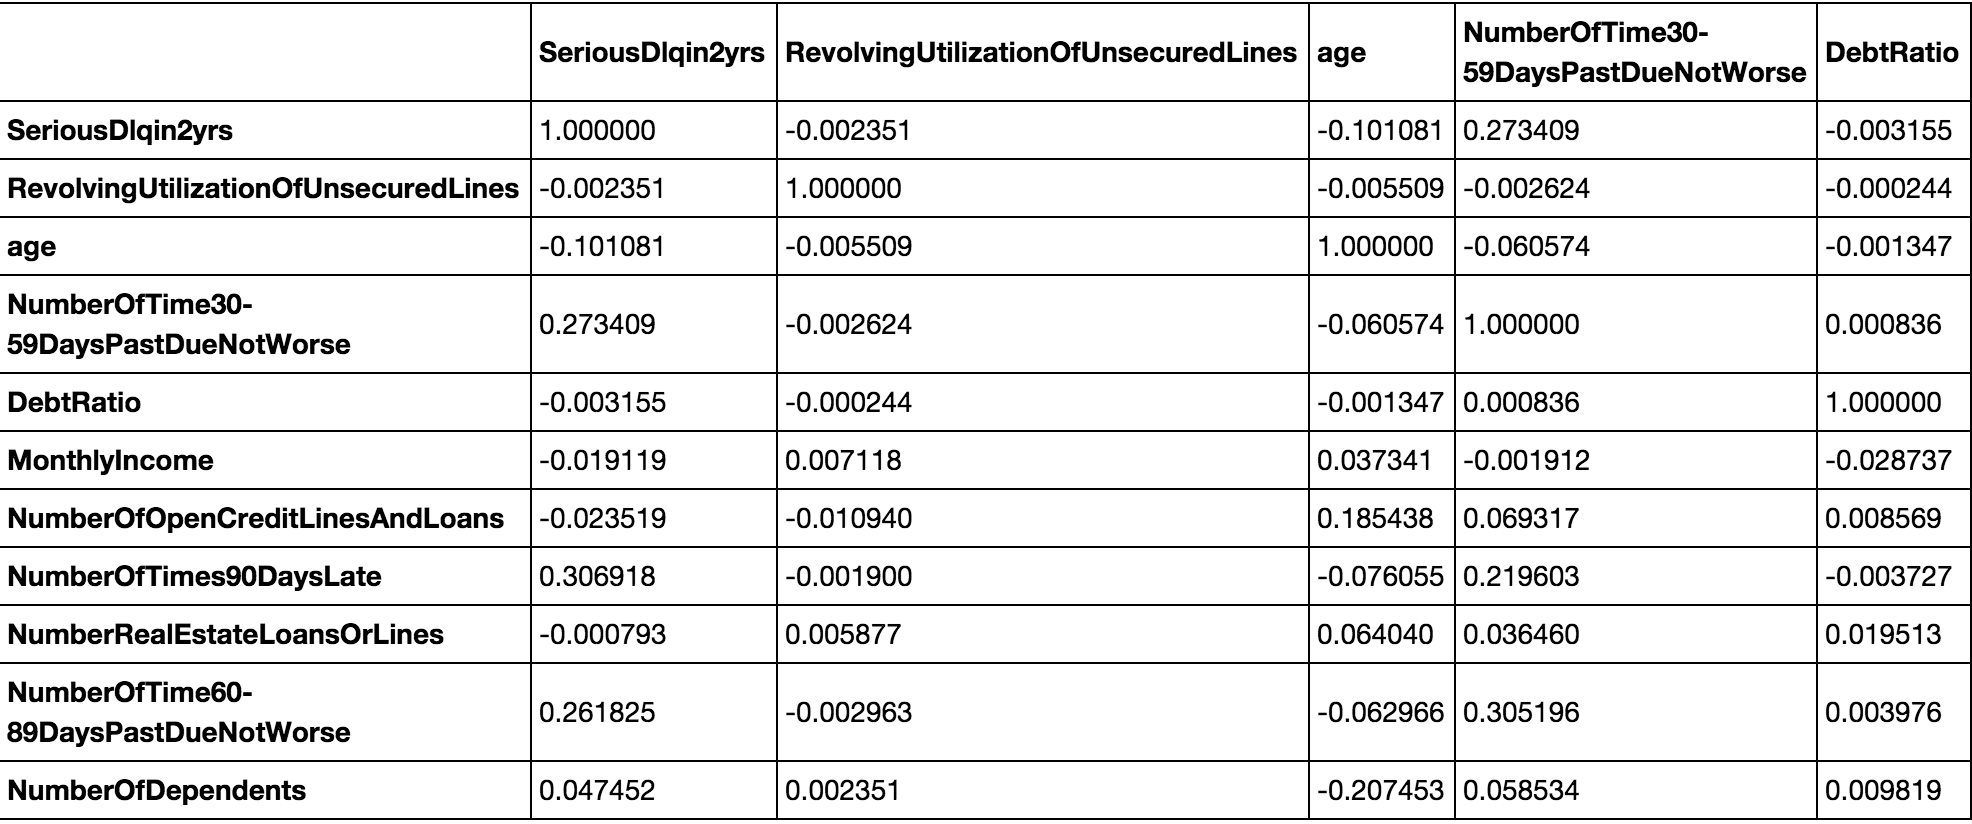 SeriousDlqin2yrs RevolvingUtilizationOfUnsecuredLines age NumberOfTime30-
59DaysPastDueNotWorse DebtRatio
SeriousDlqin2yrs 1.000000 -0.002351 -0.101081 0.273409 -0.003155
RevolvingUtilizationOfUnsecuredLines -0.002351 1.000000 -0.005509 -0.002624 -0.000244
age -0.101081 -0.005509 1.000000 -0.060574 -0.001347
NumberOfTime30-
59DaysPastDueNotWorse 0.273409 -0.002624 -0.060574 1.000000 0.000836
DebtRatio -0.003155 -0.000244 -0.001347 0.000836 1.000000
MonthlyIncome -0.019119 0.007118 0.037341 -0.001912 -0.028737
NumberOfOpenCreditLinesAndLoans -0.023519 -0.010940 0.185438 0.069317 0.008569
NumberOfTimes90DaysLate 0.306918 -0.001900 -0.076055 0.219603 -0.003727
NumberRealEstateLoansOrLines -0.000793 0.005877 0.064040 0.036460 0.019513
NumberOfTime60-
89DaysPastDueNotWorse 0.261825 -0.002963 -0.062966 0.305196 0.003976
NumberOfDependents 0.047452 0.002351 -0.207453 0.058534 0.009819